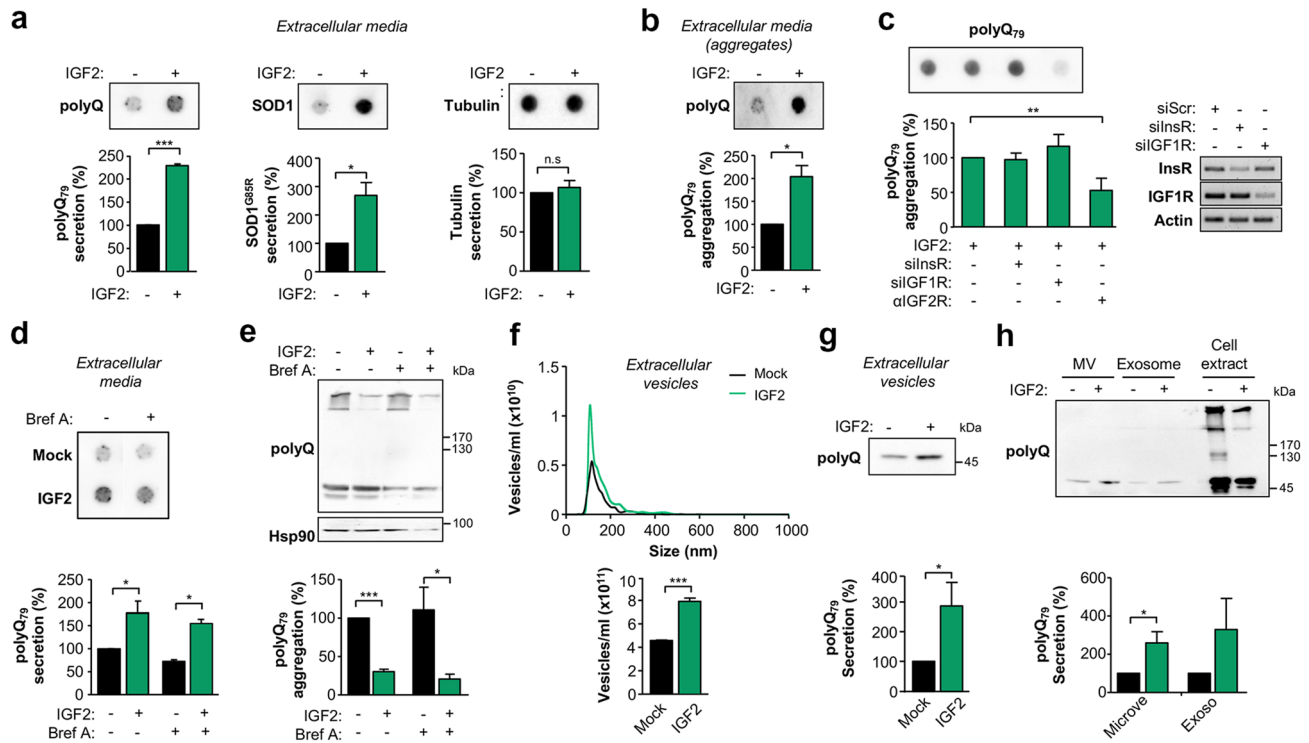 a
Extracellular media
IGF2: - +
polyQ
polyQ79 secretion (%)
250
200
150
100
50
0
***
IGF2: - +
IGF2: - +
SOD1
SOD1G85R secretion (%)
400
300
200
100
0
*
IGF2: - +
IGF2 : - +
Tubulin
Tubulin secretion (%)
150
100
50
0
n.s
IGF2: - +
b
Extracellular media
(aggregates)
IGF2: - +
polyQ
polyQ79 aggregation (%)
250
200
150
100
50
0
*
IGF2: - +
c
polyQ79
polyQ79 aggregation (%)
150
100
50
0
**
IGF2: + + + +
siInsR: - + - -
siIGF1R: - - + -
αIGF2R: - - - +
siScr: + - -
siInsR: - + -
siIGF1R: - - +
InsR
IGF1R
Actin
d
Extracellular
media
Bref A: - +
Mock
IGF2
polyQ79 secretion (%)
250
200
150
100
50
0
* *
IGF2: - + - +
Bref A: - - + +
e
IGF2: - + - +
Bref A: - - + + kDa
polyQ
170
130
Hsp90
100
polyQ79 aggregation (%)
150
100
50
0
*** *
IGF2: - + - +
Bref A: - - + +
f
Extracellular
vesicles
Mock
IGF2
Vesicles/ml (x10^10)
1.5
1
0.5
0
0 200 400 600 800 1000
Size (nm)
Vesicles/ml (x10^11)
10
8
6
4
2
0
***
Mock IGF2
g
Extracellular
vesicles
IGF2: - + kDa
polyQ
45
polyQ79 Secretion (%)
400
300
200
100
0
*
Mock IGF2
h
MV Exosome Cell extract
IGF2: - + - + - + kDa
polyQ
170
130
45
polyQ79 Secretion %)
600
400
200
0
*
Microve Exoso